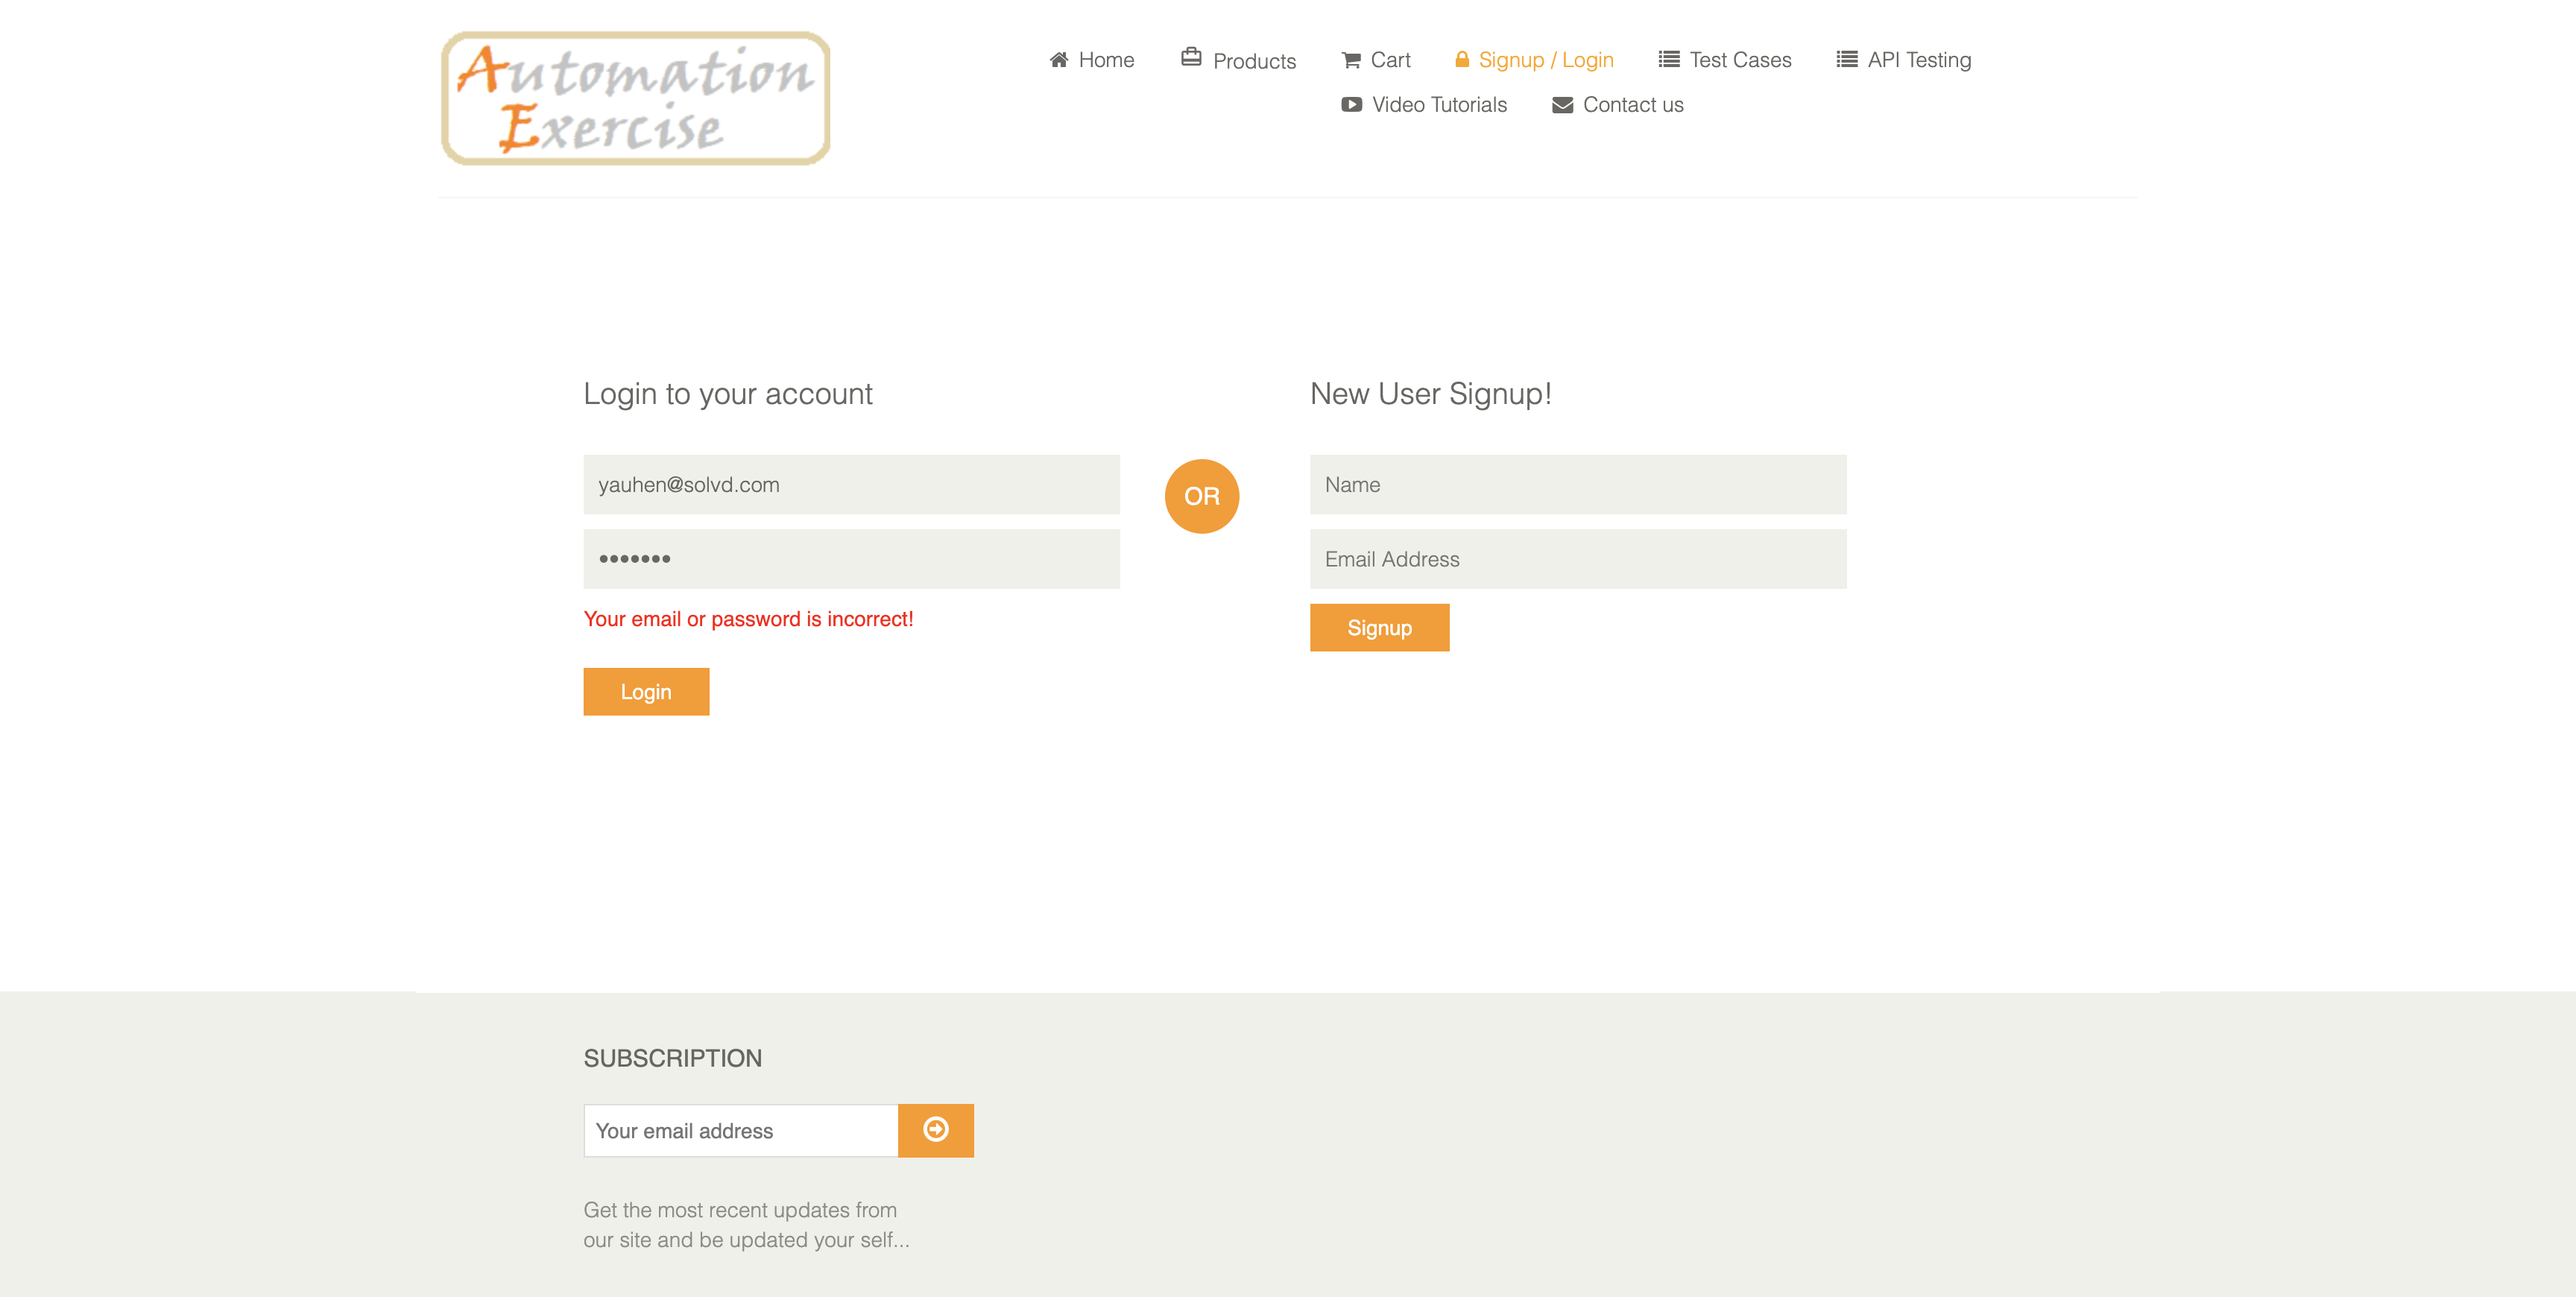 Automation
Exercise
Home Products Cart Signup / Login Test Cases API Testing
Video Tutorials Contact us
Login to your account
yauhen@solvd.com
•••••••
Your email or password is incorrect!
Login
OR
New User Signup!
Name
Email Address
Signup
SUBSCRIPTION
Your email address
Get the most recent updates from
our site and be updated your self...